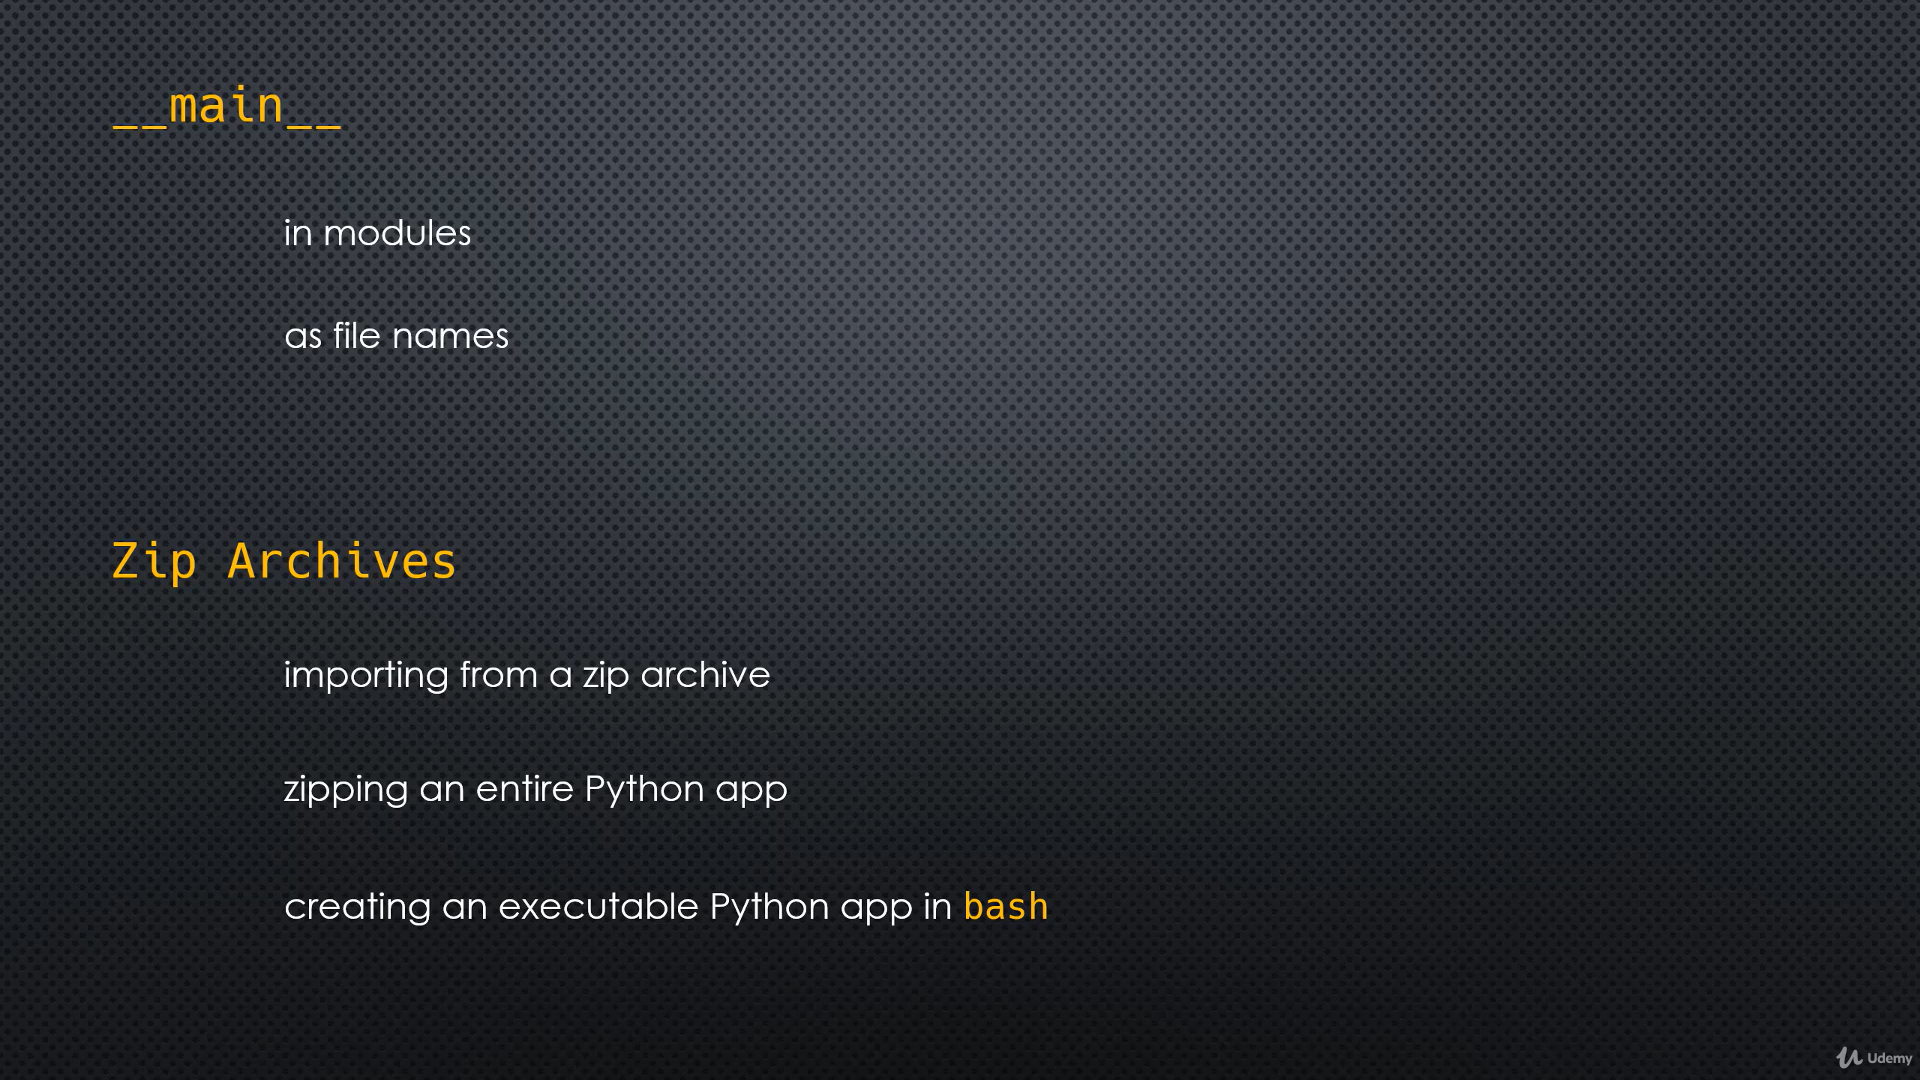 __main__
in modules
as file names
Zip Archives
importing from a zip archive
zipping an entire Python app
creating an executable Python app in bash
Udemy